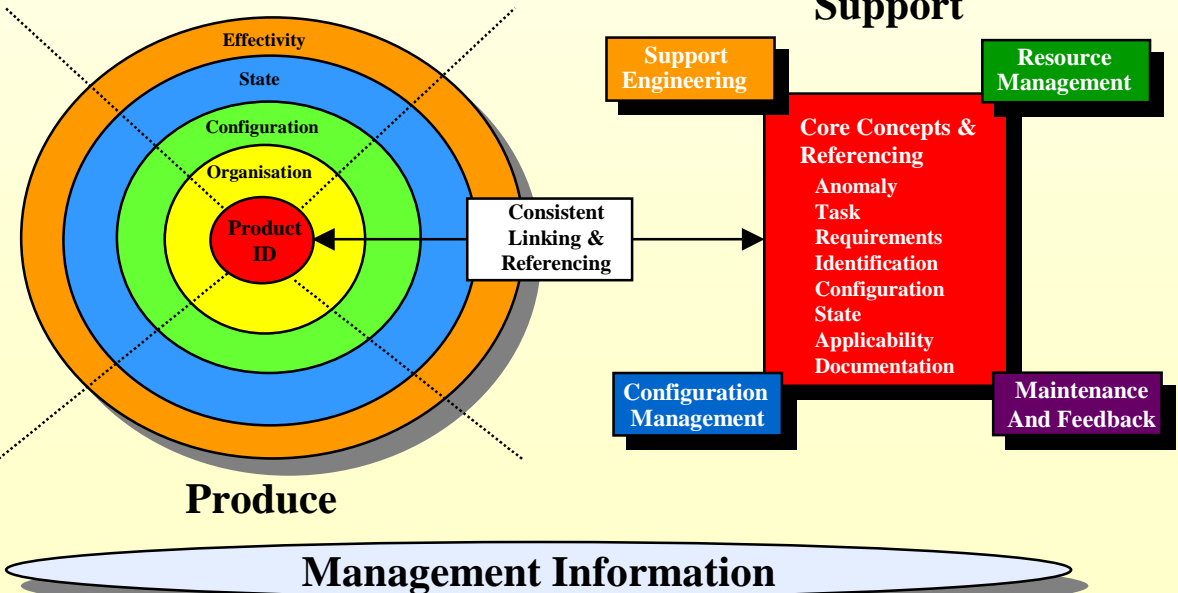 Support
Effectivity
State
Configuration
Organisation
Product
ID
Consistent
Linking &
Referencing
Support
Engineering
Resource
Management
Core Concepts &
Referencing
Anomaly
Task
Requirements
Identification
Configuration
State
Applicability
Documentation
Configuration
Management
Maintenance
And Feedback
Produce
Management Information